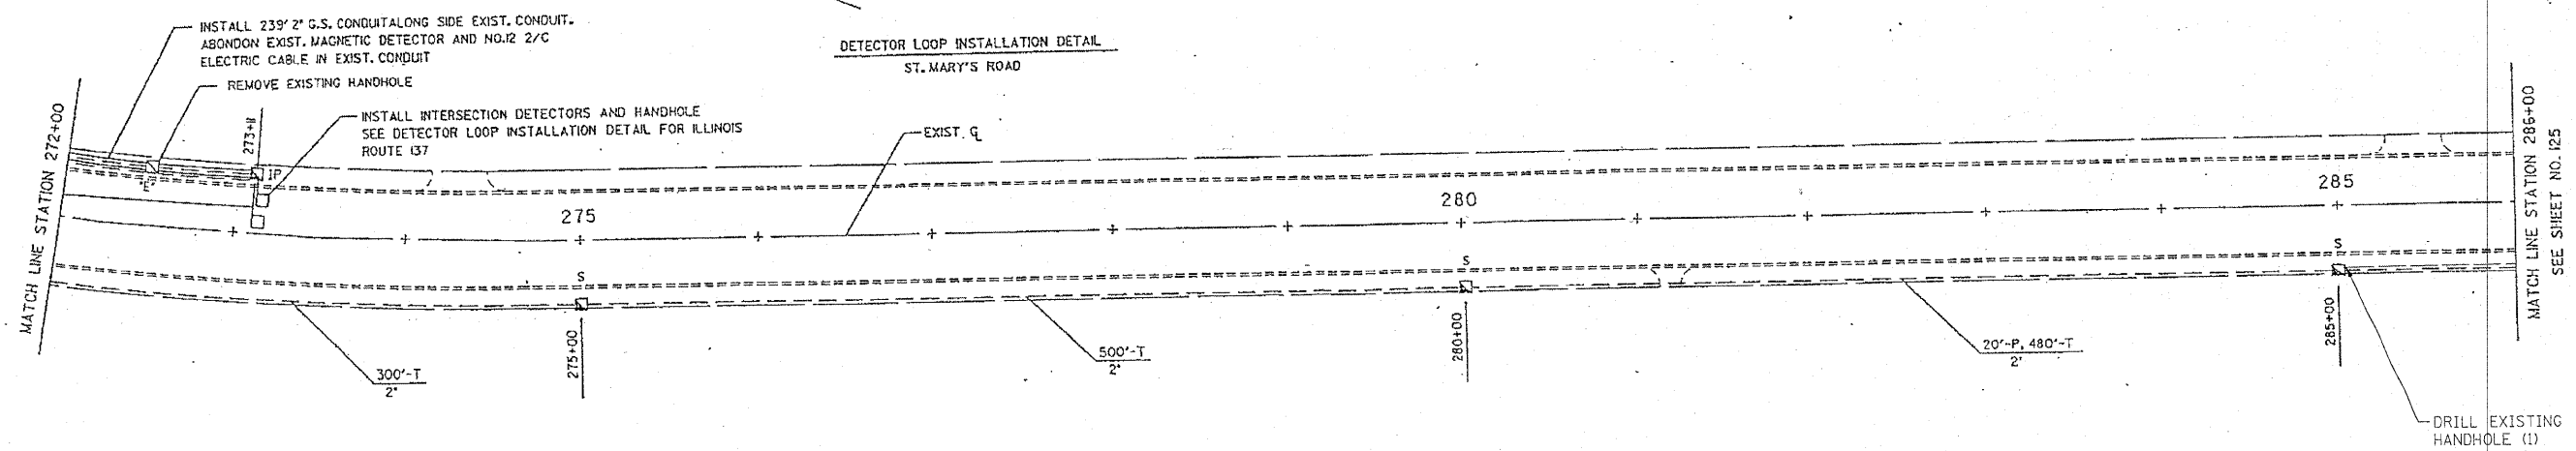 INSTALL 239' 2" G.S. CONDUITALONG SIDE EXIST. CONDUIT.
ABONDON EXIST. MAGNETIC DETECTOR AND NO.12 2/C
ELECTRIC CABLE IN EXIST. CONDUIT
REMOVE EXISTING HANDHOLE
INSTALL INTERSECTION DETECTORS AND HANDHOLE
SEE DETECTOR LOOP INSTALLATION DETAIL FOR ILLINOIS
ROUTE 137
DETECTOR LOOP INSTALLATION DETAIL
ST. MARY'S ROAD
EXIST. ℄
MATCH LINE STATION 272+00
273+11
"E"
1P
275
280
285
S
S
S
275+00
280+00
285+00
300'-T
2"
500'-T
2"
20'-P, 480'-T
2"
MATCH LINE STATION 286+00
SEE SHEET NO. 125
DRILL EXISTING
HANDHOLE (1)